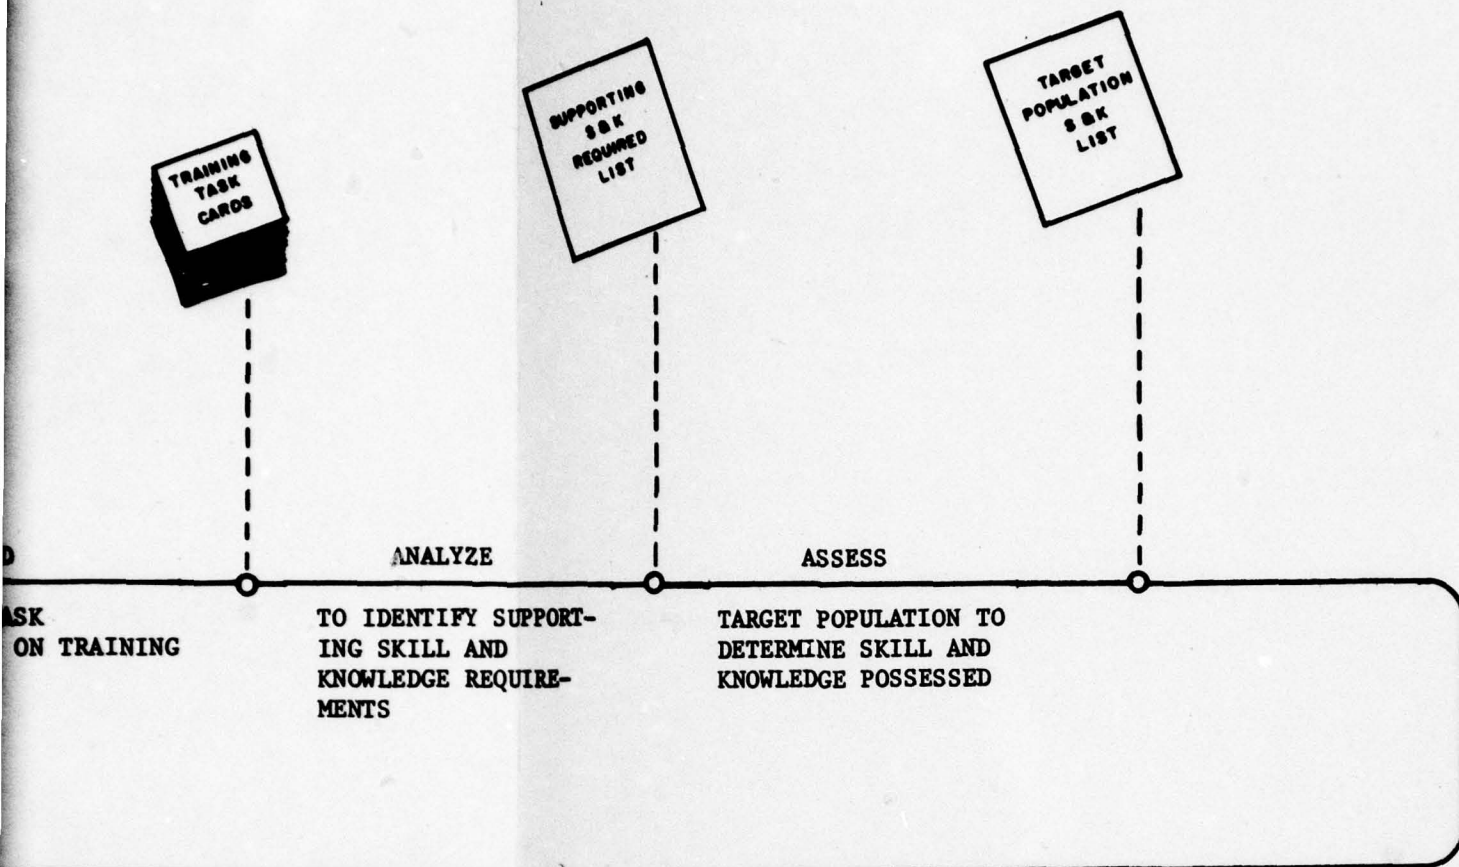 TRAINING
TASK
CARDS
SUPPORTING
S & K
REQUIRED
LIST
TARGET
POPULATION
S & K
LIST
ANALYZE
ASSESS
ON TRAINING
TO IDENTIFY SUPPORT-
ING SKILL AND
KNOWLEDGE REQUIRE-
MENTS
TARGET POPULATION TO
DETERMINE SKILL AND
KNOWLEDGE POSSESSED